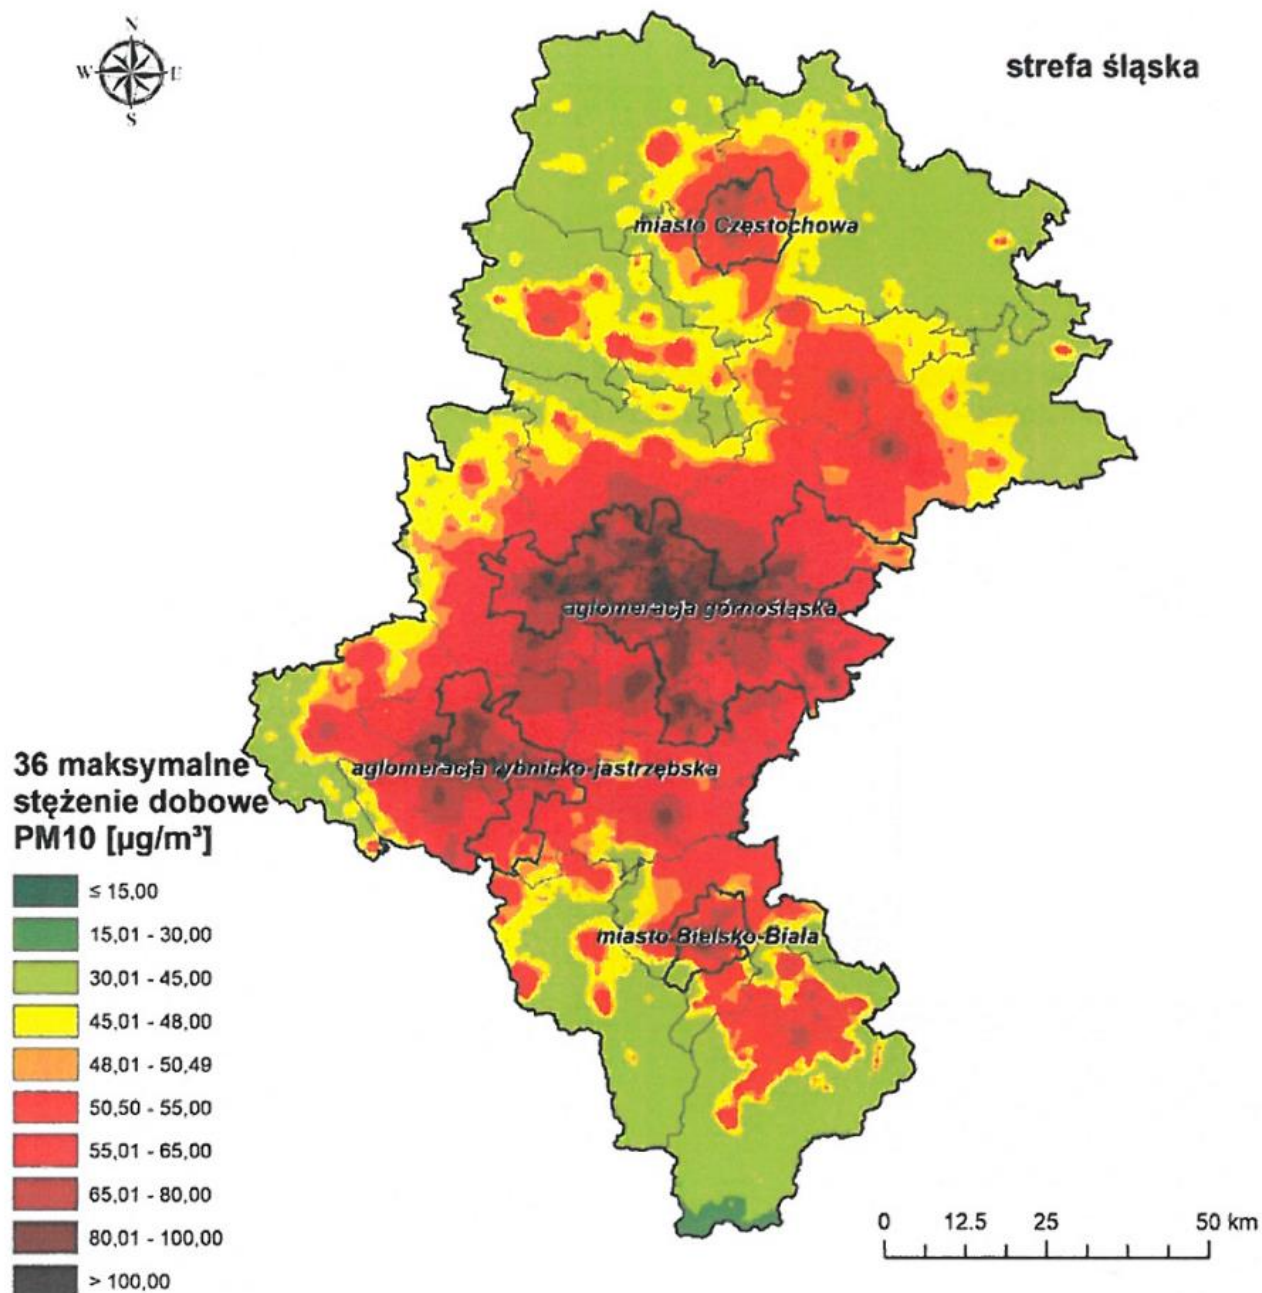 N
W E
S
strefa śląska
miasto Częstochowa
aglomeracja górnośląska
aglomeracja rybnicko-jastrzębska
miasto Bielsko-Biała
36 maksymalne
stężenie dobowe
PM10 [µg/m³]
≤ 15,00
15,01 - 30,00
30,01 - 45,00
45,01 - 48,00
48,01 - 50,49
50,50 - 55,00
55,01 - 65,00
65,01 - 80,00
80,01 - 100,00
> 100,00
0 12.5 25 50 km